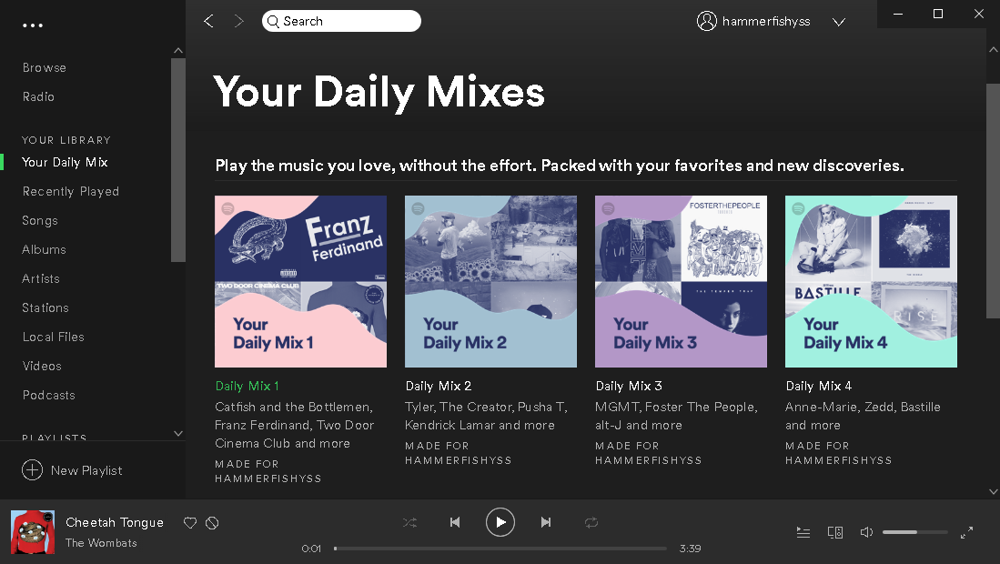 Search
hammerfishyss
Browse
Radio
YOUR LIBRARY
Your Daily Mix
Recently Played
Songs
Albums
Artists
Stations
Local Files
Videos
Podcasts
PLAYLISTS
New Playlist
Your Daily Mixes
Play the music you love, without the effort. Packed with your favorites and new discoveries.
Franz
Ferdinand
TWO DOOR CINEMA CLUB
Your
Daily Mix 1
Daily Mix 1
Catfish and the Bottlemen,
Franz Ferdinand, Two Door
Cinema Club and more
MADE FOR
HAMMERFISHYSS
Your
Daily Mix 2
Daily Mix 2
Tyler, The Creator, Pusha T,
Kendrick Lamar and more
MADE FOR
HAMMERFISHYSS
FOSTERTHEPEOPLE
THE TEMPER TRAP
Your
Daily Mix 3
Daily Mix 3
MGMT, Foster The People,
alt-J and more
MADE FOR
HAMMERFISHYSS
BASTILLE
RISE
Your
Daily Mix 4
Daily Mix 4
Anne-Marie, Zedd, Bastille
and more
MADE FOR
HAMMERFISHYSS
Cheetah Tongue
The Wombats
0:01
3:39